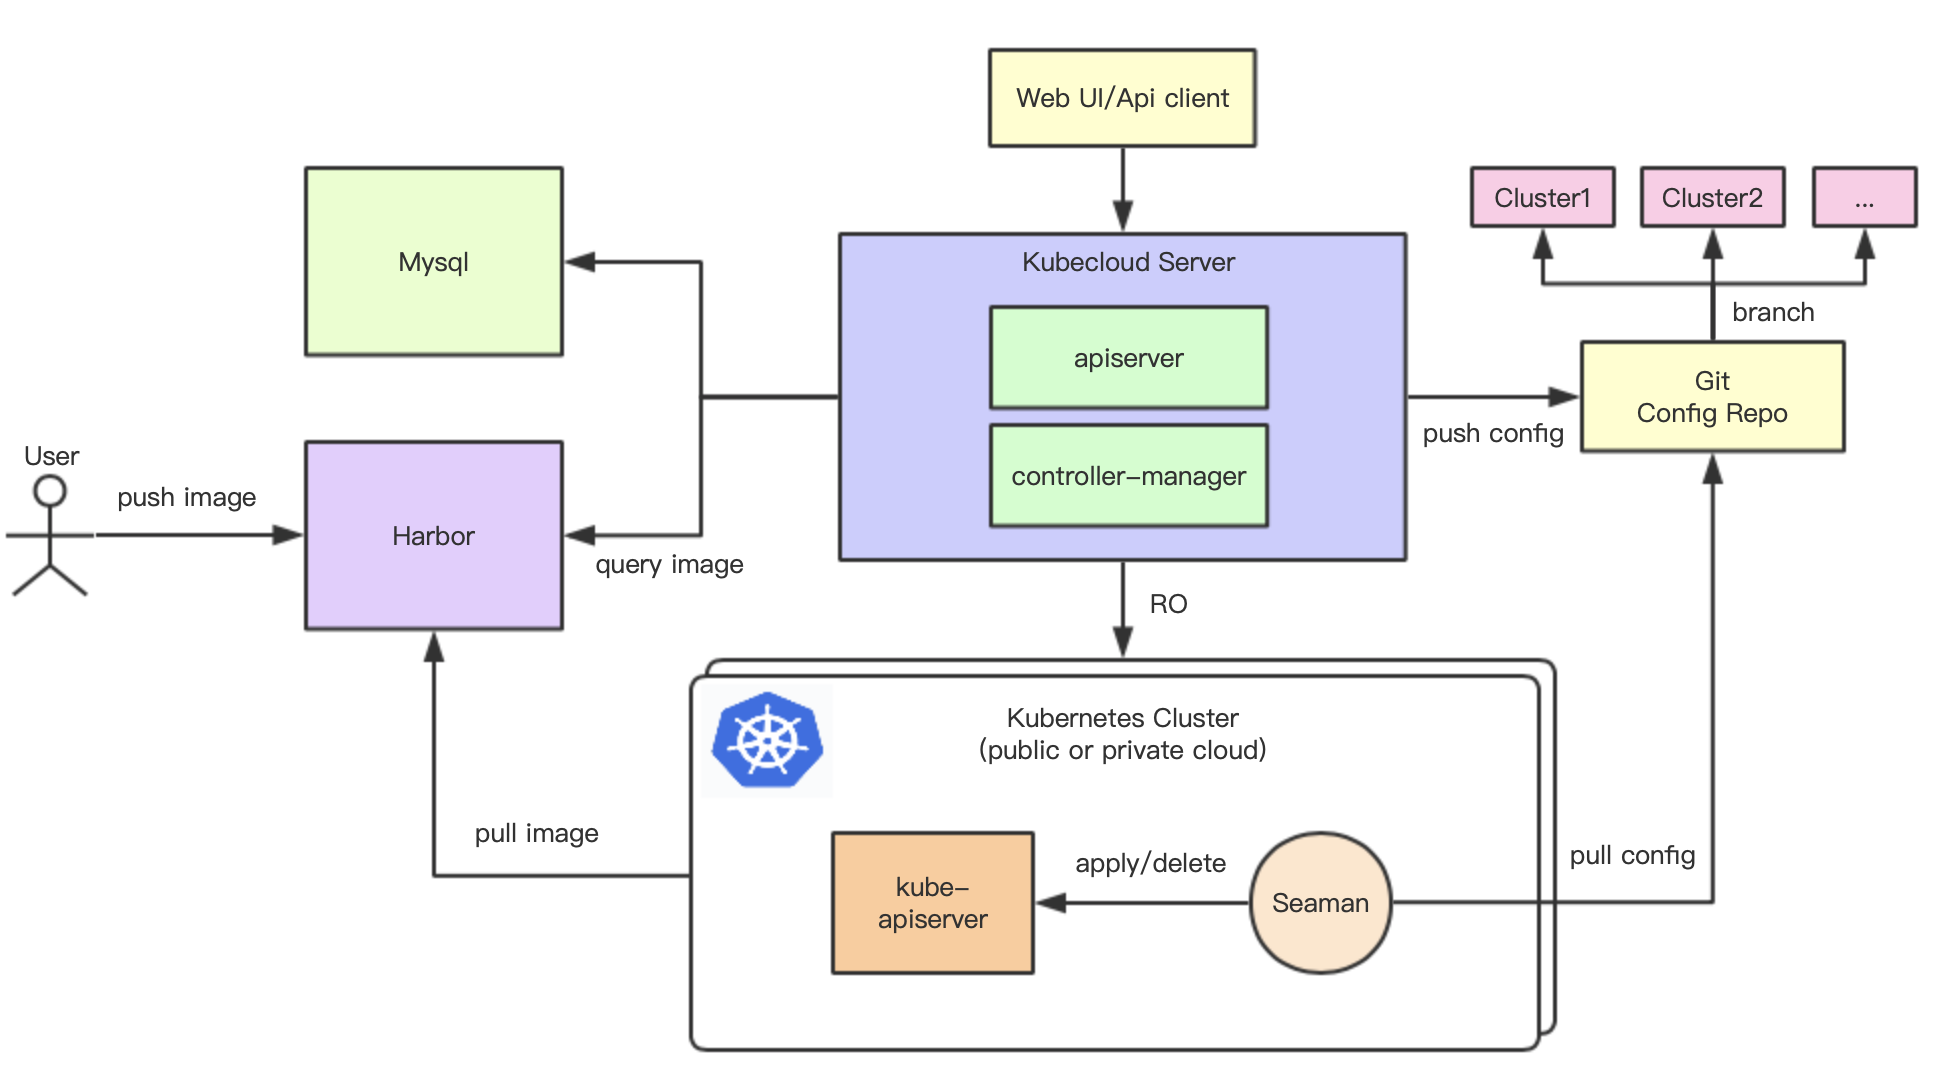 Web UI/Api client
Mysql
Kubecloud Server
apiserver
controller-manager
Cluster1
Cluster2
...
branch
Git
Config Repo
push config
User
push image
Harbor
query image
RO
Kubernetes Cluster
(public or private cloud)
pull image
kube-
apiserver
apply/delete
Seaman
pull config